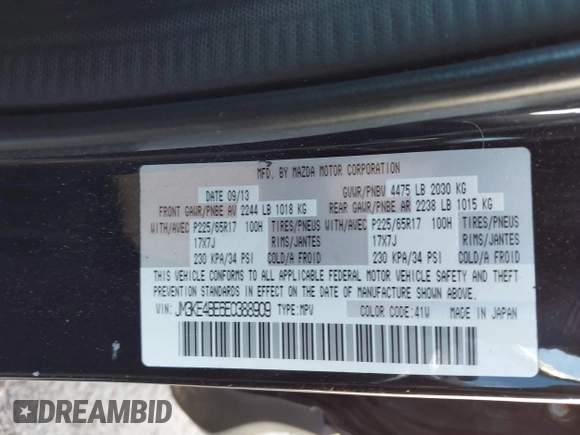 MFD. BY MAZDA MOTOR CORPORATION
DATE 09/13 GVWR/PNBV 4475 LB 2030 KG
FRONT GAWR/PNBE AV 2244 LB 1018 KG REAR GAWR/PNBE AR 2238 LB 1015 KG
WITH/AVEC P225/65R17 100H TIRES/PNEUS WITH/AVEC P225/65R17 100H TIRES/PNEUS
17X7J RIMS/JANTES 17X7J RIMS/JANTES
230 KPA/34 PSI COLD/A FROID 230 KPA/34 PSI COLD/A FROID
THIS VEHICLE CONFORMS TO ALL APPLICABLE FEDERAL MOTOR VEHICLE SAFETY AND THEFT
PREVENTION STANDARDS IN EFFECT ON THE DATE OF MANUFACTURE SHOWN ABOVE.
VIN: JM3KE4BE5EC388909 TYPE:MPV COLOR CODE:41W MADE IN JAPAN
DREAMBID